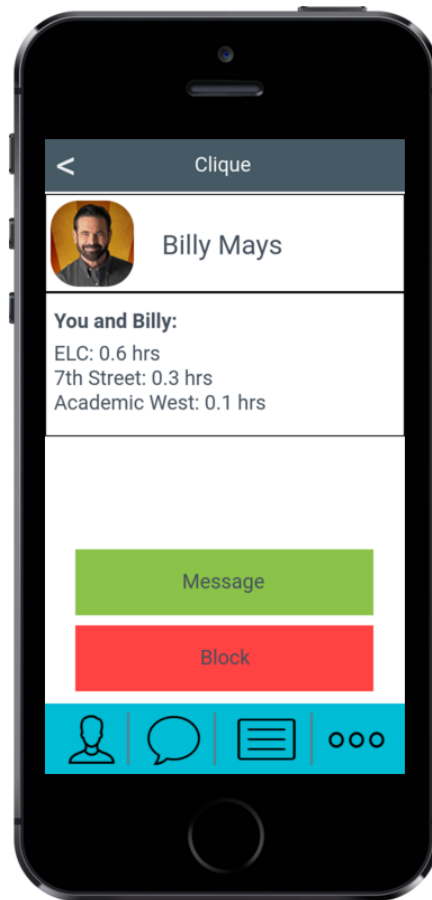 <
Clique
Billy Mays
You and Billy:
ELC: 0.6 hrs
7th Street: 0.3 hrs
Academic West: 0.1 hrs
Message
Block